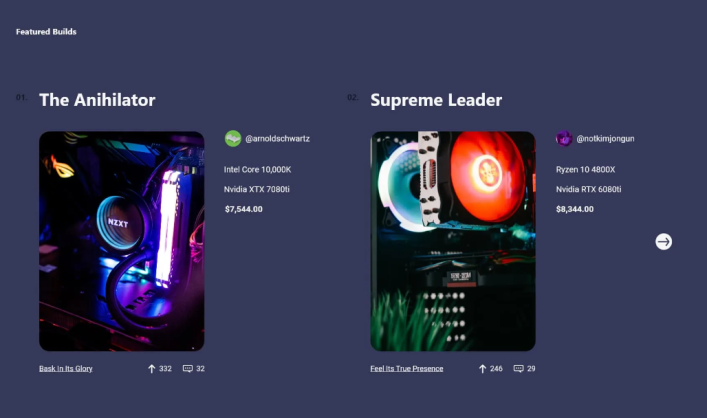 Featured Builds
01.
The Anihilator
@arnoldschwartz
Intel Core 10,000K
Nvidia XTX 7080ti
$7,544.00
NZXT
Bask In Its Glory
332
32
02.
Supreme Leader
@notkimjongun
Ryzen 10 4800X
Nvidia RTX 6080ti
$8,344.00
Feel Its True Presence
246
29